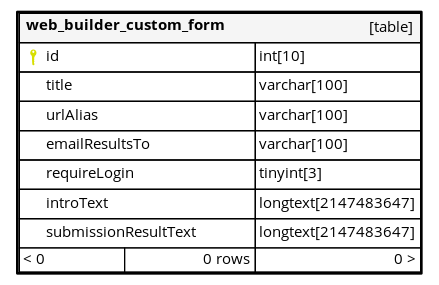 web_builder_custom_form [table]
id int[10]
title varchar[100]
urlAlias varchar[100]
emailResultsTo varchar[100]
requireLogin tinyint[3]
introText longtext[2147483647]
submissionResultText longtext[2147483647]
< 0 0 rows 0 >